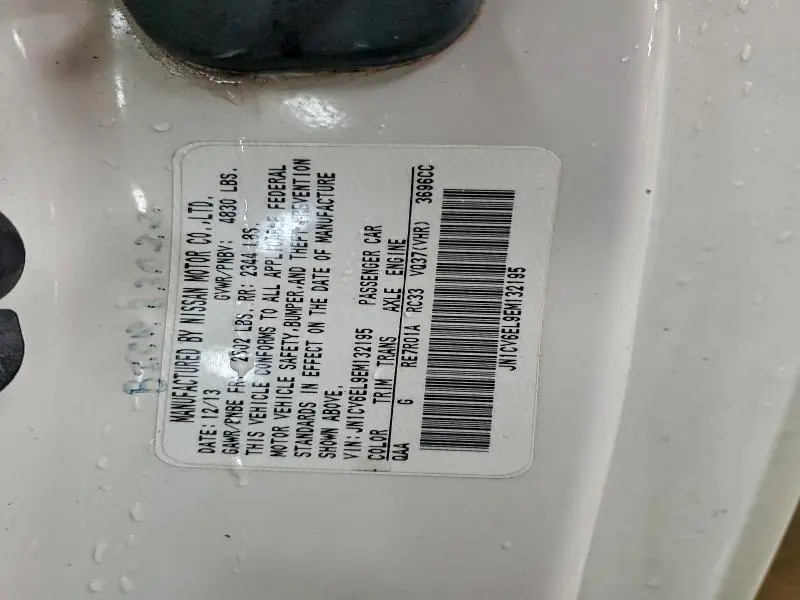 MANUFACTURED BY NISSAN MOTOR CO.,LTD.
DATE: 12/13 GVWR/PNBV: 4830 LBS.
GAWR/PNBE FR: LBS. RR: 2344 LBS.
THIS VEHICLE CONFORMS TO ALL APPLICABLE FEDERAL
MOTOR VEHICLE SAFETY,BUMPER,AND THEFT PREVENTION
STANDARDS IN EFFECT ON THE DATE OF MANUFACTURE
SHOWN ABOVE.
VIN:JN1CV6EL9EM132195 PASSENGER CAR
COLOR TRIM TRANS AXLE ENGINE
QAA G RE7R01A RC33 VQ37(VHR) 3696CC
JN1CV6EL9EM132195